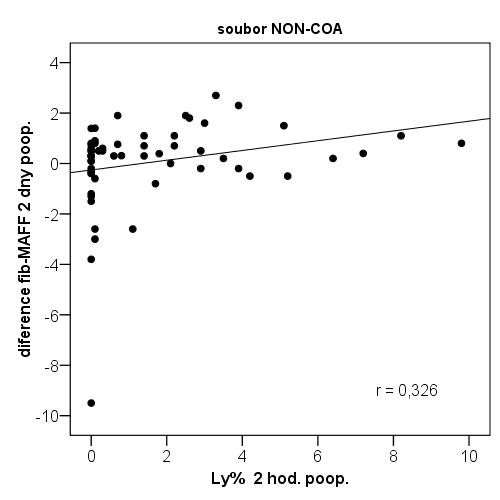 soubor NON-COA
diference fib-MAFF 2 dny poop.
4
2
0
-2
-4
-6
-8
-10
r = 0,326
0 2 4 6 8 10
Ly% 2 hod. poop.